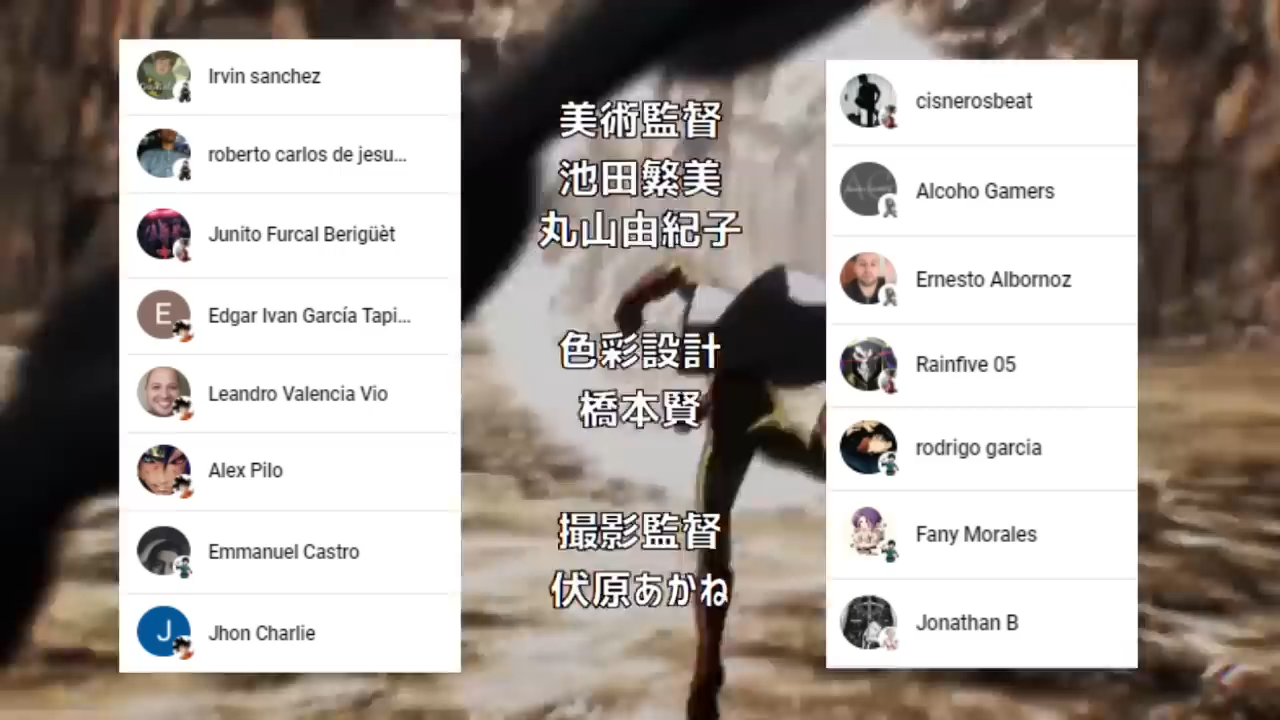 Irvin sanchez
roberto carlos de jesu...
Junito Furcal Berigüèt
E
Edgar Ivan García Tapi...
Leandro Valencia Vio
Alex Pilo
Emmanuel Castro
J
Jhon Charlie
美術監督
池田繁美
丸山由紀子
色彩設計
橋本賢
撮影監督
伏原あかね
cisnerosbeat
Alcoho Gamers
Ernesto Albornoz
Rainfive 05
rodrigo garcia
Fany Morales
Jonathan B